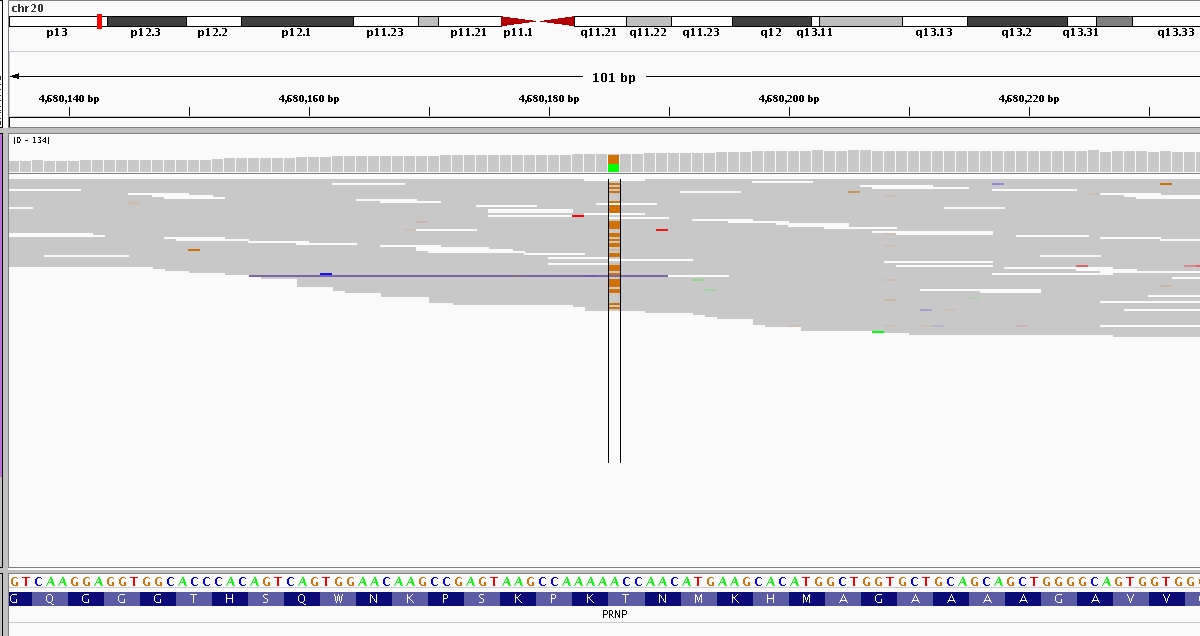 chr20
p13 p12.3 p12.2 p12.1 p11.23 p11.21 p11.1 q11.21 q11.22 q11.23 q12 q13.11 q13.13 q13.2 q13.31 q13.33
101 bp
4,680,140 bp 4,680,160 bp 4,680,180 bp 4,680,200 bp 4,680,220 bp
[0 - 134]
GTCAAGGAGGTGGCACCCACAGTCAGTGGAACAAGCCGAGTAAGCCAAAAACCAACATGAAGCACATGGCTGGTGCTGCAGCAGCTGGGGCAGTGGTGG
G Q G G G T H S Q W N K P S K P K T N M K H M A G A A A A G A V V
PRNP